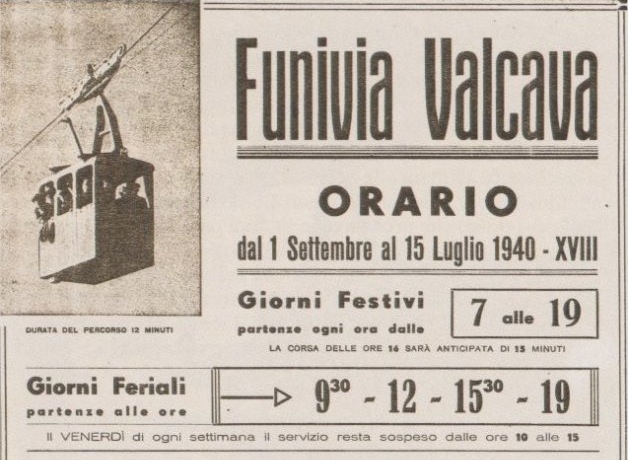 Funivia Valcava
ORARIO
dal 1 Settembre al 15 Luglio 1940 - XVIII
DURATA DEL PERCORSO 12 MINUTI
Giorni Festivi
partenze ogni ora dalle
7 alle 19
LA CORSA DELLE ORE 16 SARÀ ANTICIPATA DI 15 MINUTI
Giorni Feriali
partenze alle ore
9³⁰ - 12 - 15³⁰ - 19
Il VENERDÌ di ogni settimana il servizio resta sospeso dalle ore 10 alle 15